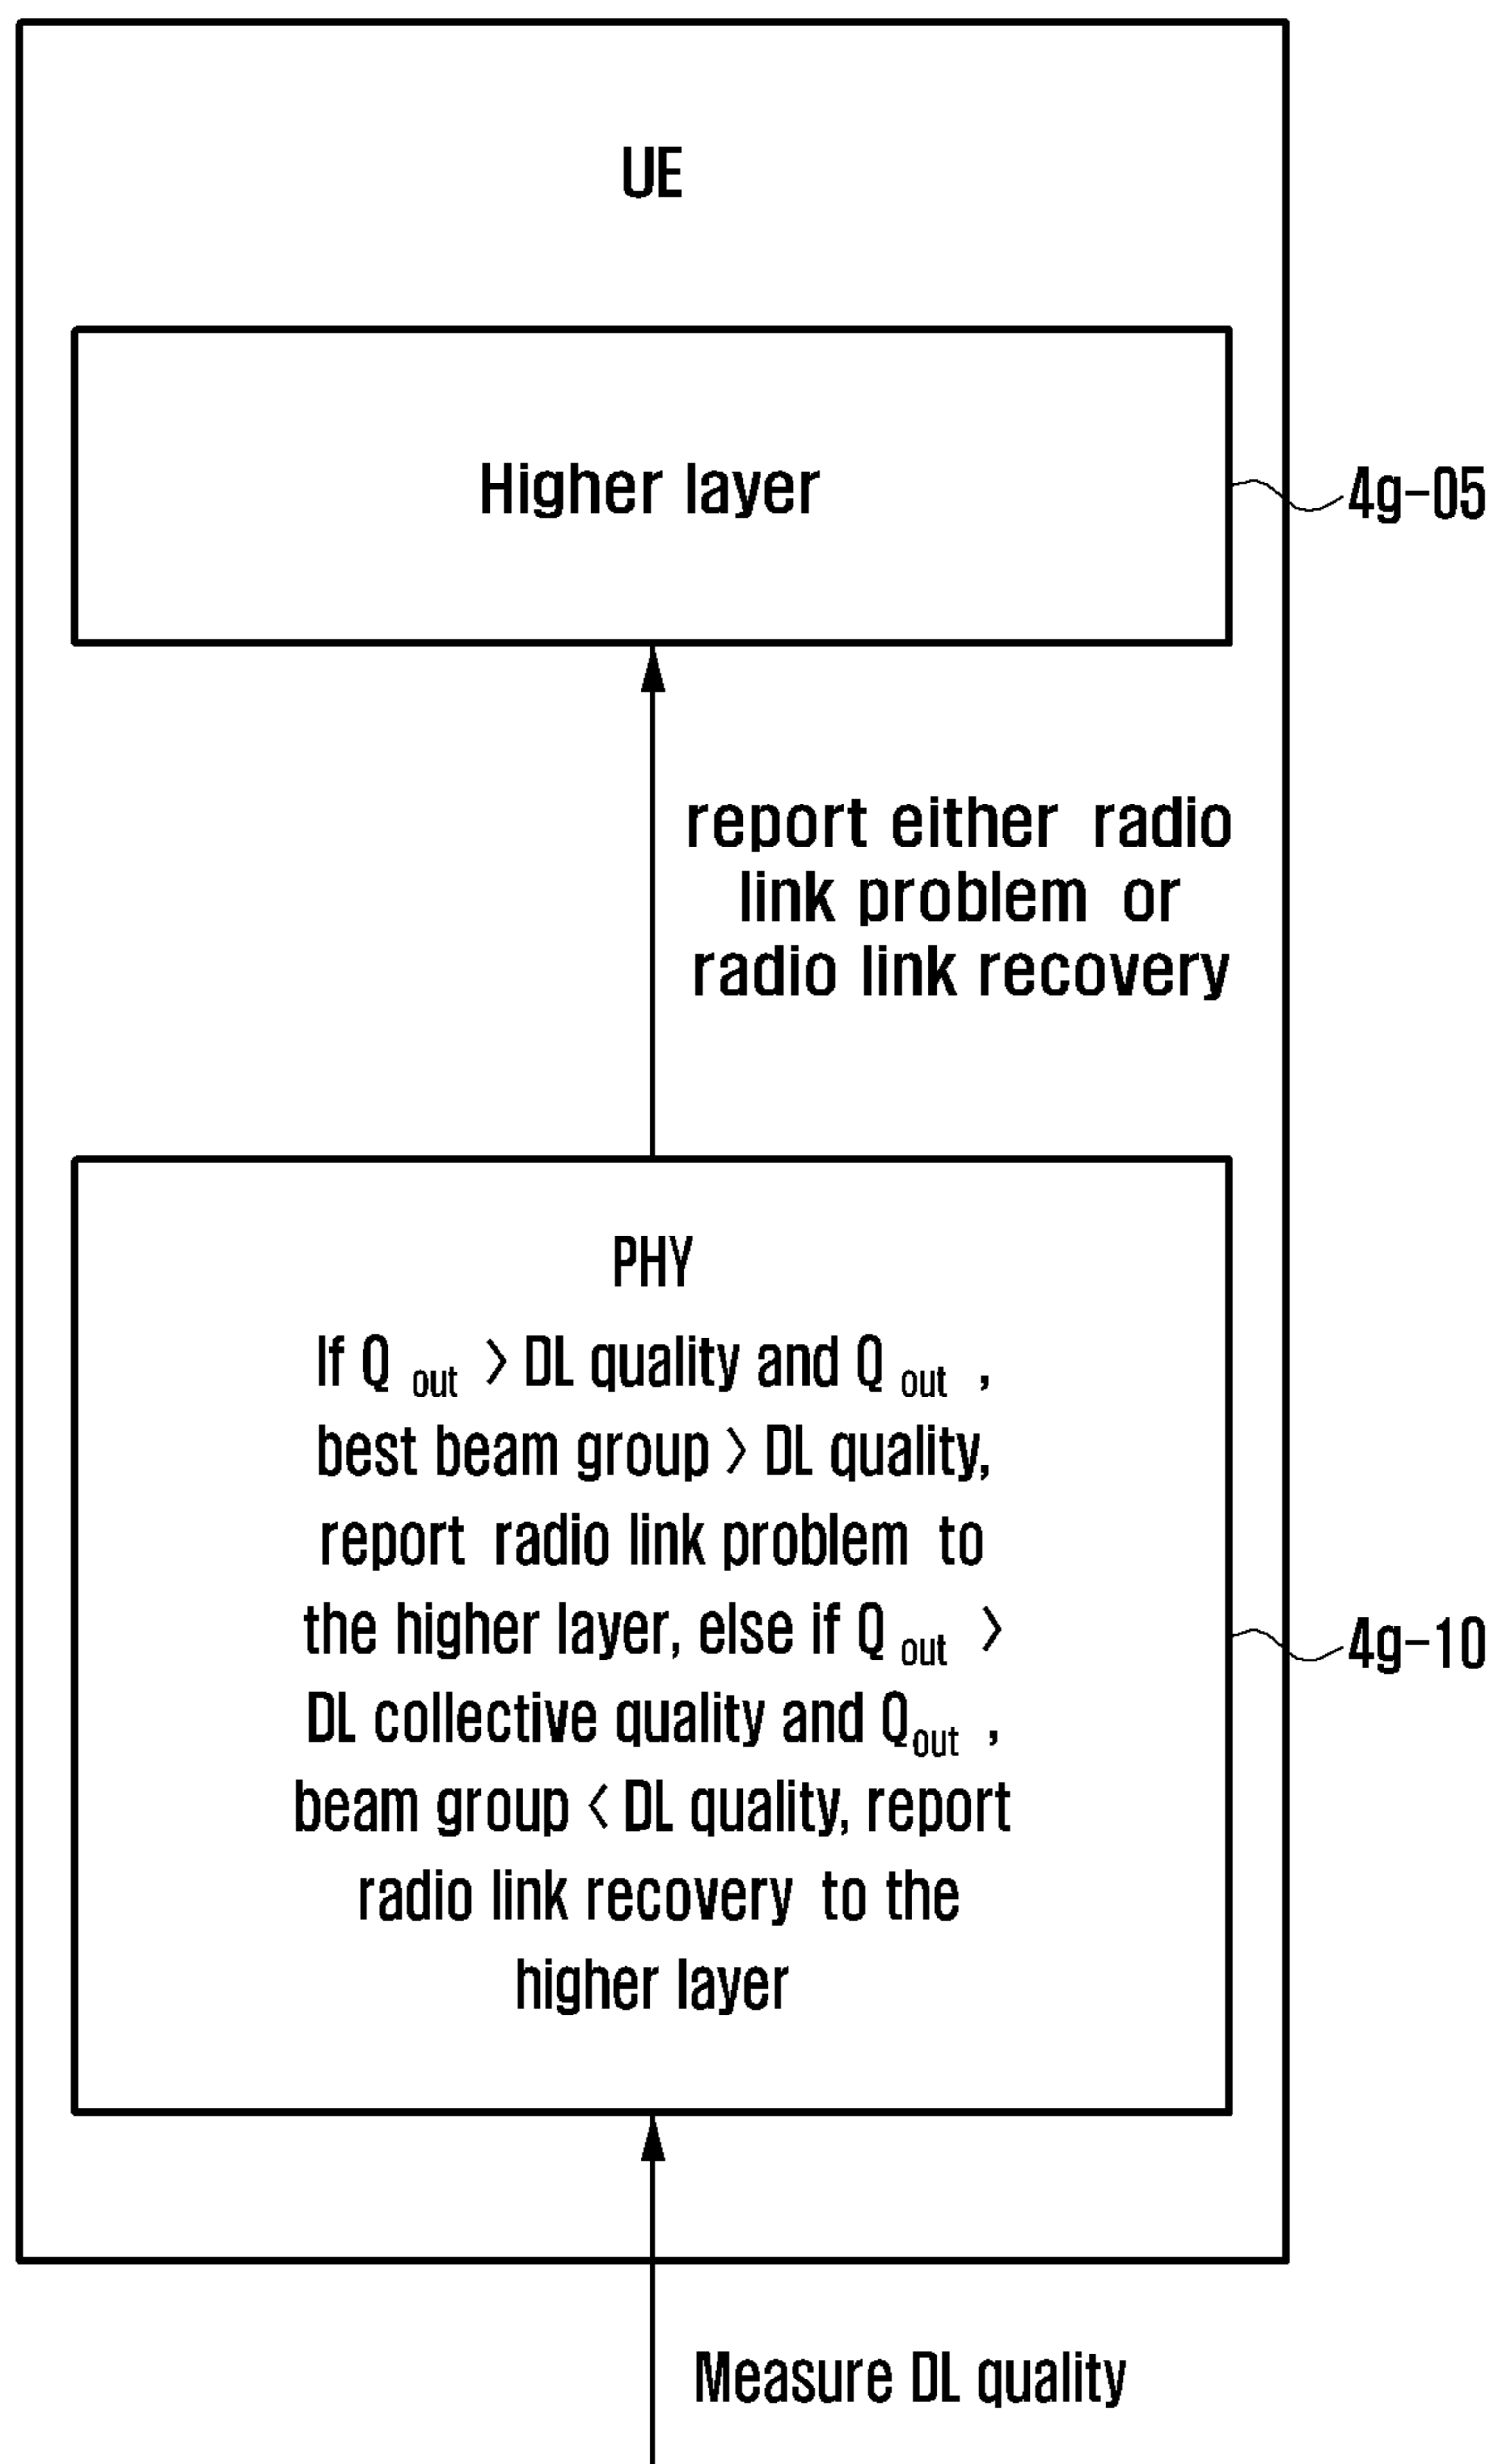 UE
Higher layer
4g-05
report either radio
link problem or
radio link recovery
PHY
If Q out > DL quality and Q out ,
best beam group > DL quality,
report radio link problem to
the higher layer, else if Q out >
4g-10
DL collective quality and Qout ,
beam group < DL quality, report
radio link recovery to the
higher layer
Measure DL quality